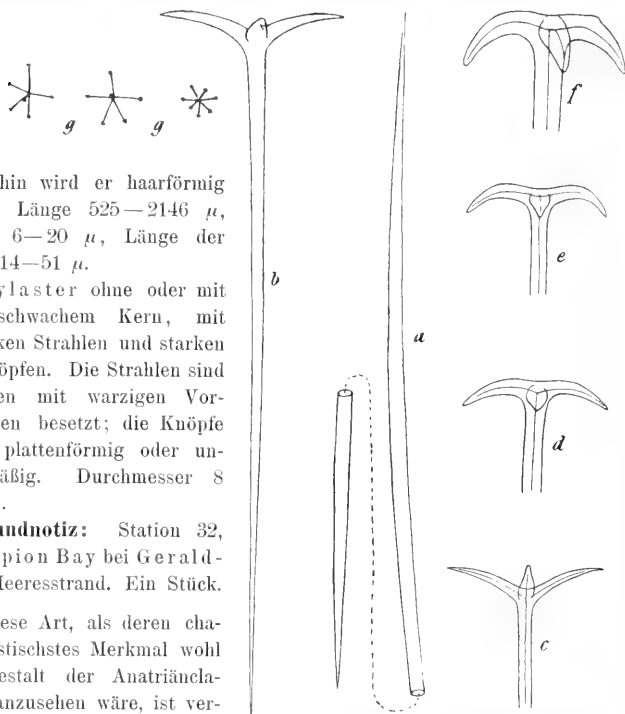 hin wird er haarförmig
Länge 525—2146 µ,
6—20 µ, Länge der
14—51 µ.
ylaster ohne oder mit
schwachem Kern, mit
ken Strahlen und starken
öpfen. Die Strahlen sind
en mit warzigen Vor-
en besetzt; die Knöpfe
plattenförmig oder un-
äßig. Durchmesser 8
.
undnotiz: Station 32,
pion Bay bei Gerald-
Meeresstrand. Ein Stück.
ese Art, als deren cha-
istischstes Merkmal wohl
estalt der Anatriäncla-
anzusehen wäre, ist ver-
g g
b
a
f
e
d
c